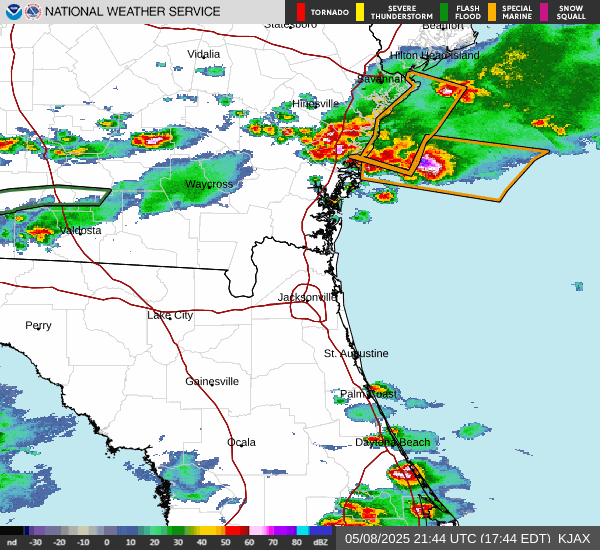 NATIONAL WEATHER SERVICE
TORNADO
SEVERE
THUNDERSTORM
FLASH
FLOOD
SPECIAL
MARINE
SNOW
SQUALL
Statesboro
Beaufort
Vidalia
Hilton Head Island
Savannah
Hinesville
Waycross
Valdosta
Jacksonville
Lake City
Perry
St. Augustine
Gainesville
Palm Coast
Ocala
Daytona Beach
nd -30 -20 -10 0 10 20 30 40 50 60 70 80 dBZ
05/08/2025 21:44 UTC (17:44 EDT) KJAX